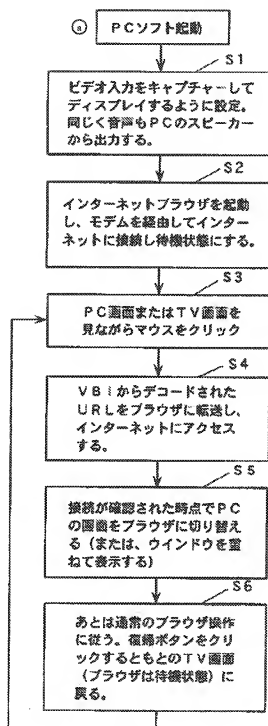 ⓐ PCソフト起動
S1
ビデオ入力をキャプチャーして
ディスプレイするように設定。
同じく音声もPCのスピーカー
から出力する。
S2
インターネットブラウザを起動
し、モデムを経由してインター
ネットに接続し待機状態にする。
S3
PC画面またはTV画面を
見ながらマウスをクリック
S4
VBIからデコードされた
URLをブラウザに転送し、
インターネットにアクセス
する。
S5
接続が確認された時点でPC
の画面をブラウザに切り替え
る(または、ウインドウを重
ねて表示する)
S6
あとは通常のブラウザ操作
に従う。復帰ボタンをクリ
ックするともとのTV画面
(ブラウザは待機状態)に
戻る。